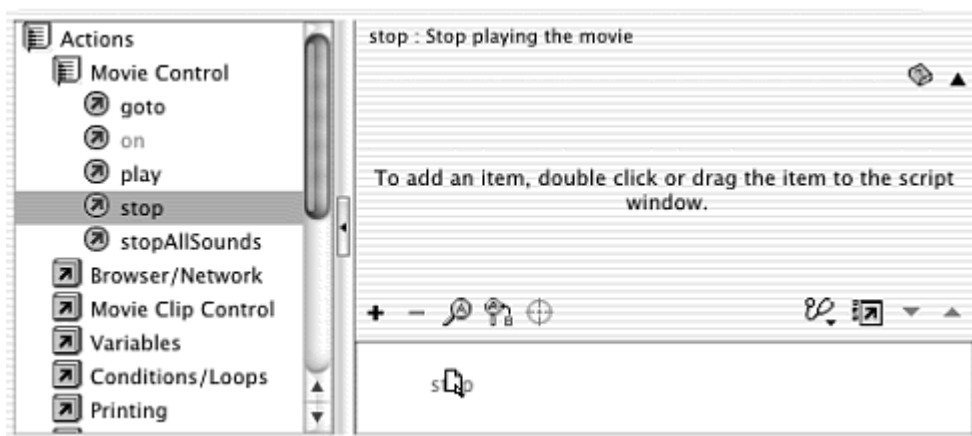 Actions
Movie Control
goto
on
play
stop
stopAllSounds
Browser/Network
Movie Clip Control
Variables
Conditions/Loops
Printing
stop : Stop playing the movie
To add an item, double click or drag the item to the script
window.